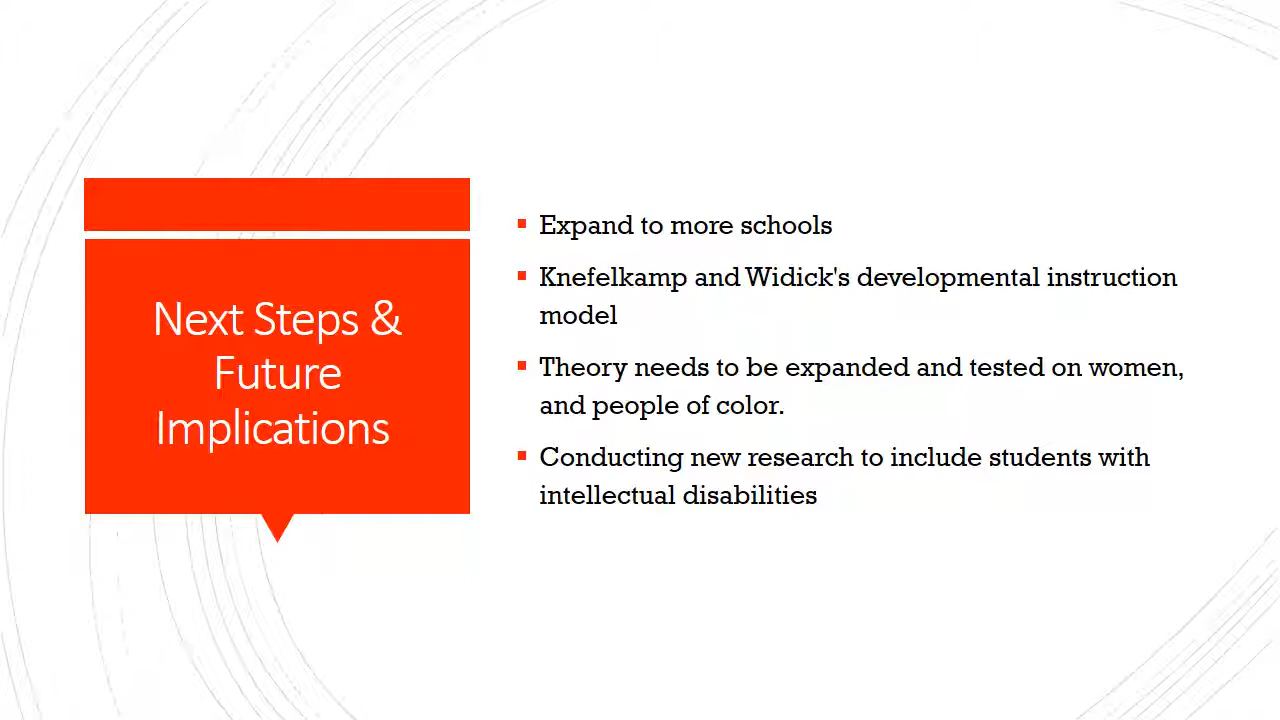 Next Steps &
Future
Implications
Expand to more schools
Knefelkamp and Widick's developmental instruction
model
Theory needs to be expanded and tested on women,
and people of color.
Conducting new research to include students with
intellectual disabilities